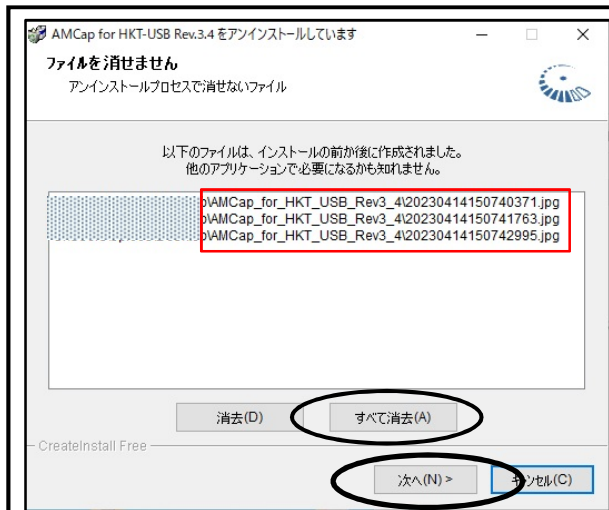 AMCap for HKT-USB Rev.3.4 をアンインストールしています
ファイルを消せません
アンインストールプロセスで消せないファイル
以下のファイルは、インストールの前か後に作成されました。
他のアプリケーションで必要になるかも知れません。
\AMCap_for_HKT_USB_Rev3_4\20230414150740371.jpg
\AMCap_for_HKT_USB_Rev3_4\20230414150741763.jpg
\AMCap_for_HKT_USB_Rev3_4\20230414150742995.jpg
消去(D) すべて消去(A)
CreateInstall Free
次へ(N) > キャンセル(C)